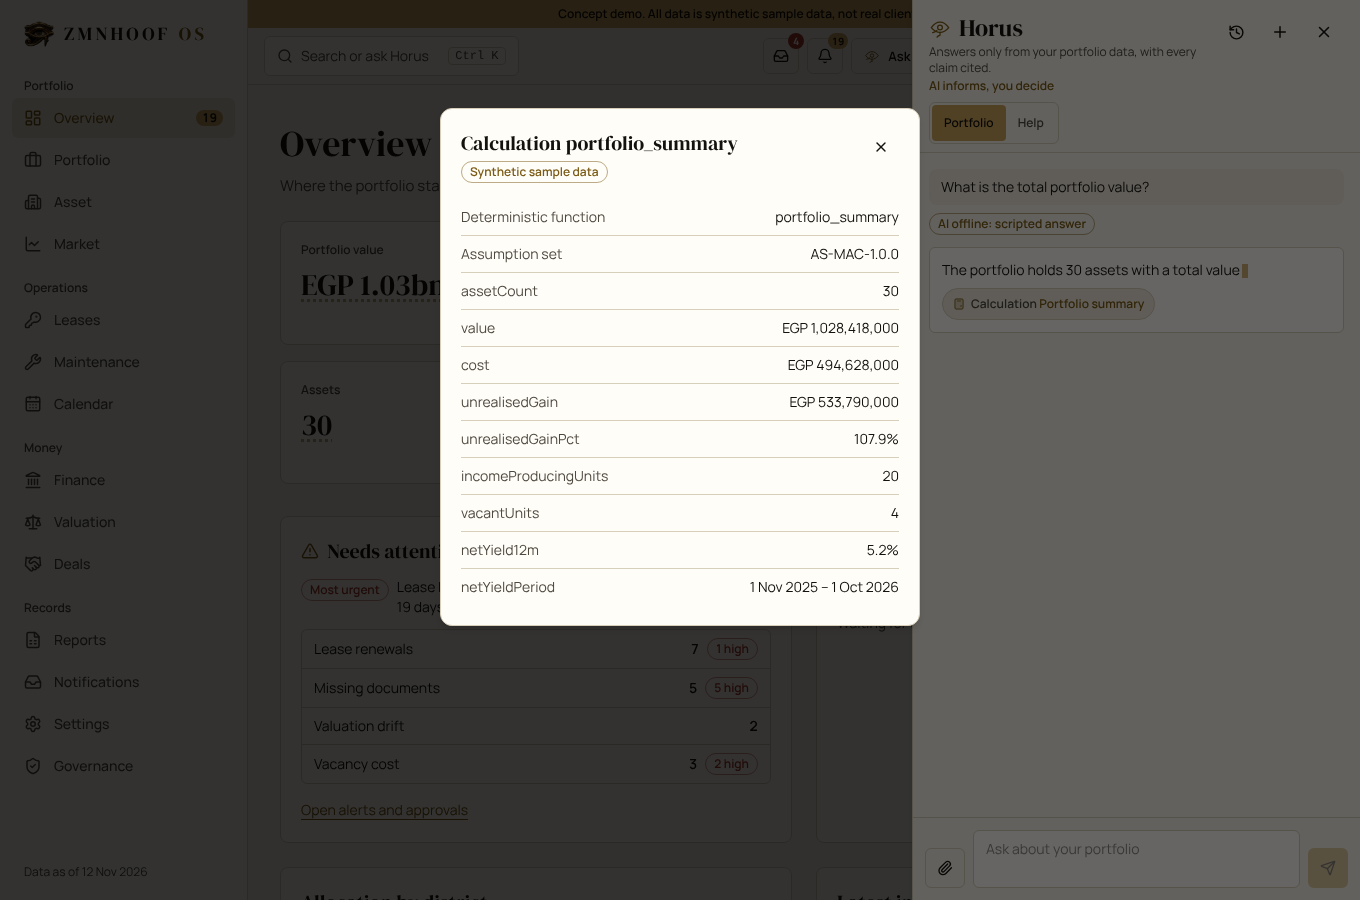 ZMNHOOF OS
Portfolio
Overview 19
Portfolio
Asset
Market
Operations
Leases
Maintenance
Calendar
Money
Finance
Valuation
Deals
Records
Reports
Notifications
Settings
Governance
Data as of 12 Nov 2026
Concept demo. All data is synthetic sample data, not real clien
Search or ask Horus Ctrl K
4
19
Ask
Overview
Where the portfolio sta
Portfolio value
EGP 1.03bn
Assets
30
Needs attenti
Most urgent Lease
19 days
Lease renewals 7 1 high
Missing documents 5 5 high
Valuation drift 2
Vacancy cost 3 2 high
Open alerts and approvals
Calculation portfolio_summary
Synthetic sample data
Deterministic function portfolio_summary
Assumption set AS-MAC-1.0.0
assetCount 30
value EGP 1,028,418,000
cost EGP 494,628,000
unrealisedGain EGP 533,790,000
unrealisedGainPct 107.9%
incomeProducingUnits 20
vacantUnits 4
netYield12m 5.2%
netYieldPeriod 1 Nov 2025 – 1 Oct 2026
Horus
Answers only from your portfolio data, with every
claim cited.
AI informs, you decide
Portfolio Help
What is the total portfolio value?
AI offline: scripted answer
The portfolio holds 30 assets with a total value
Calculation Portfolio summary
Ask about your portfolio